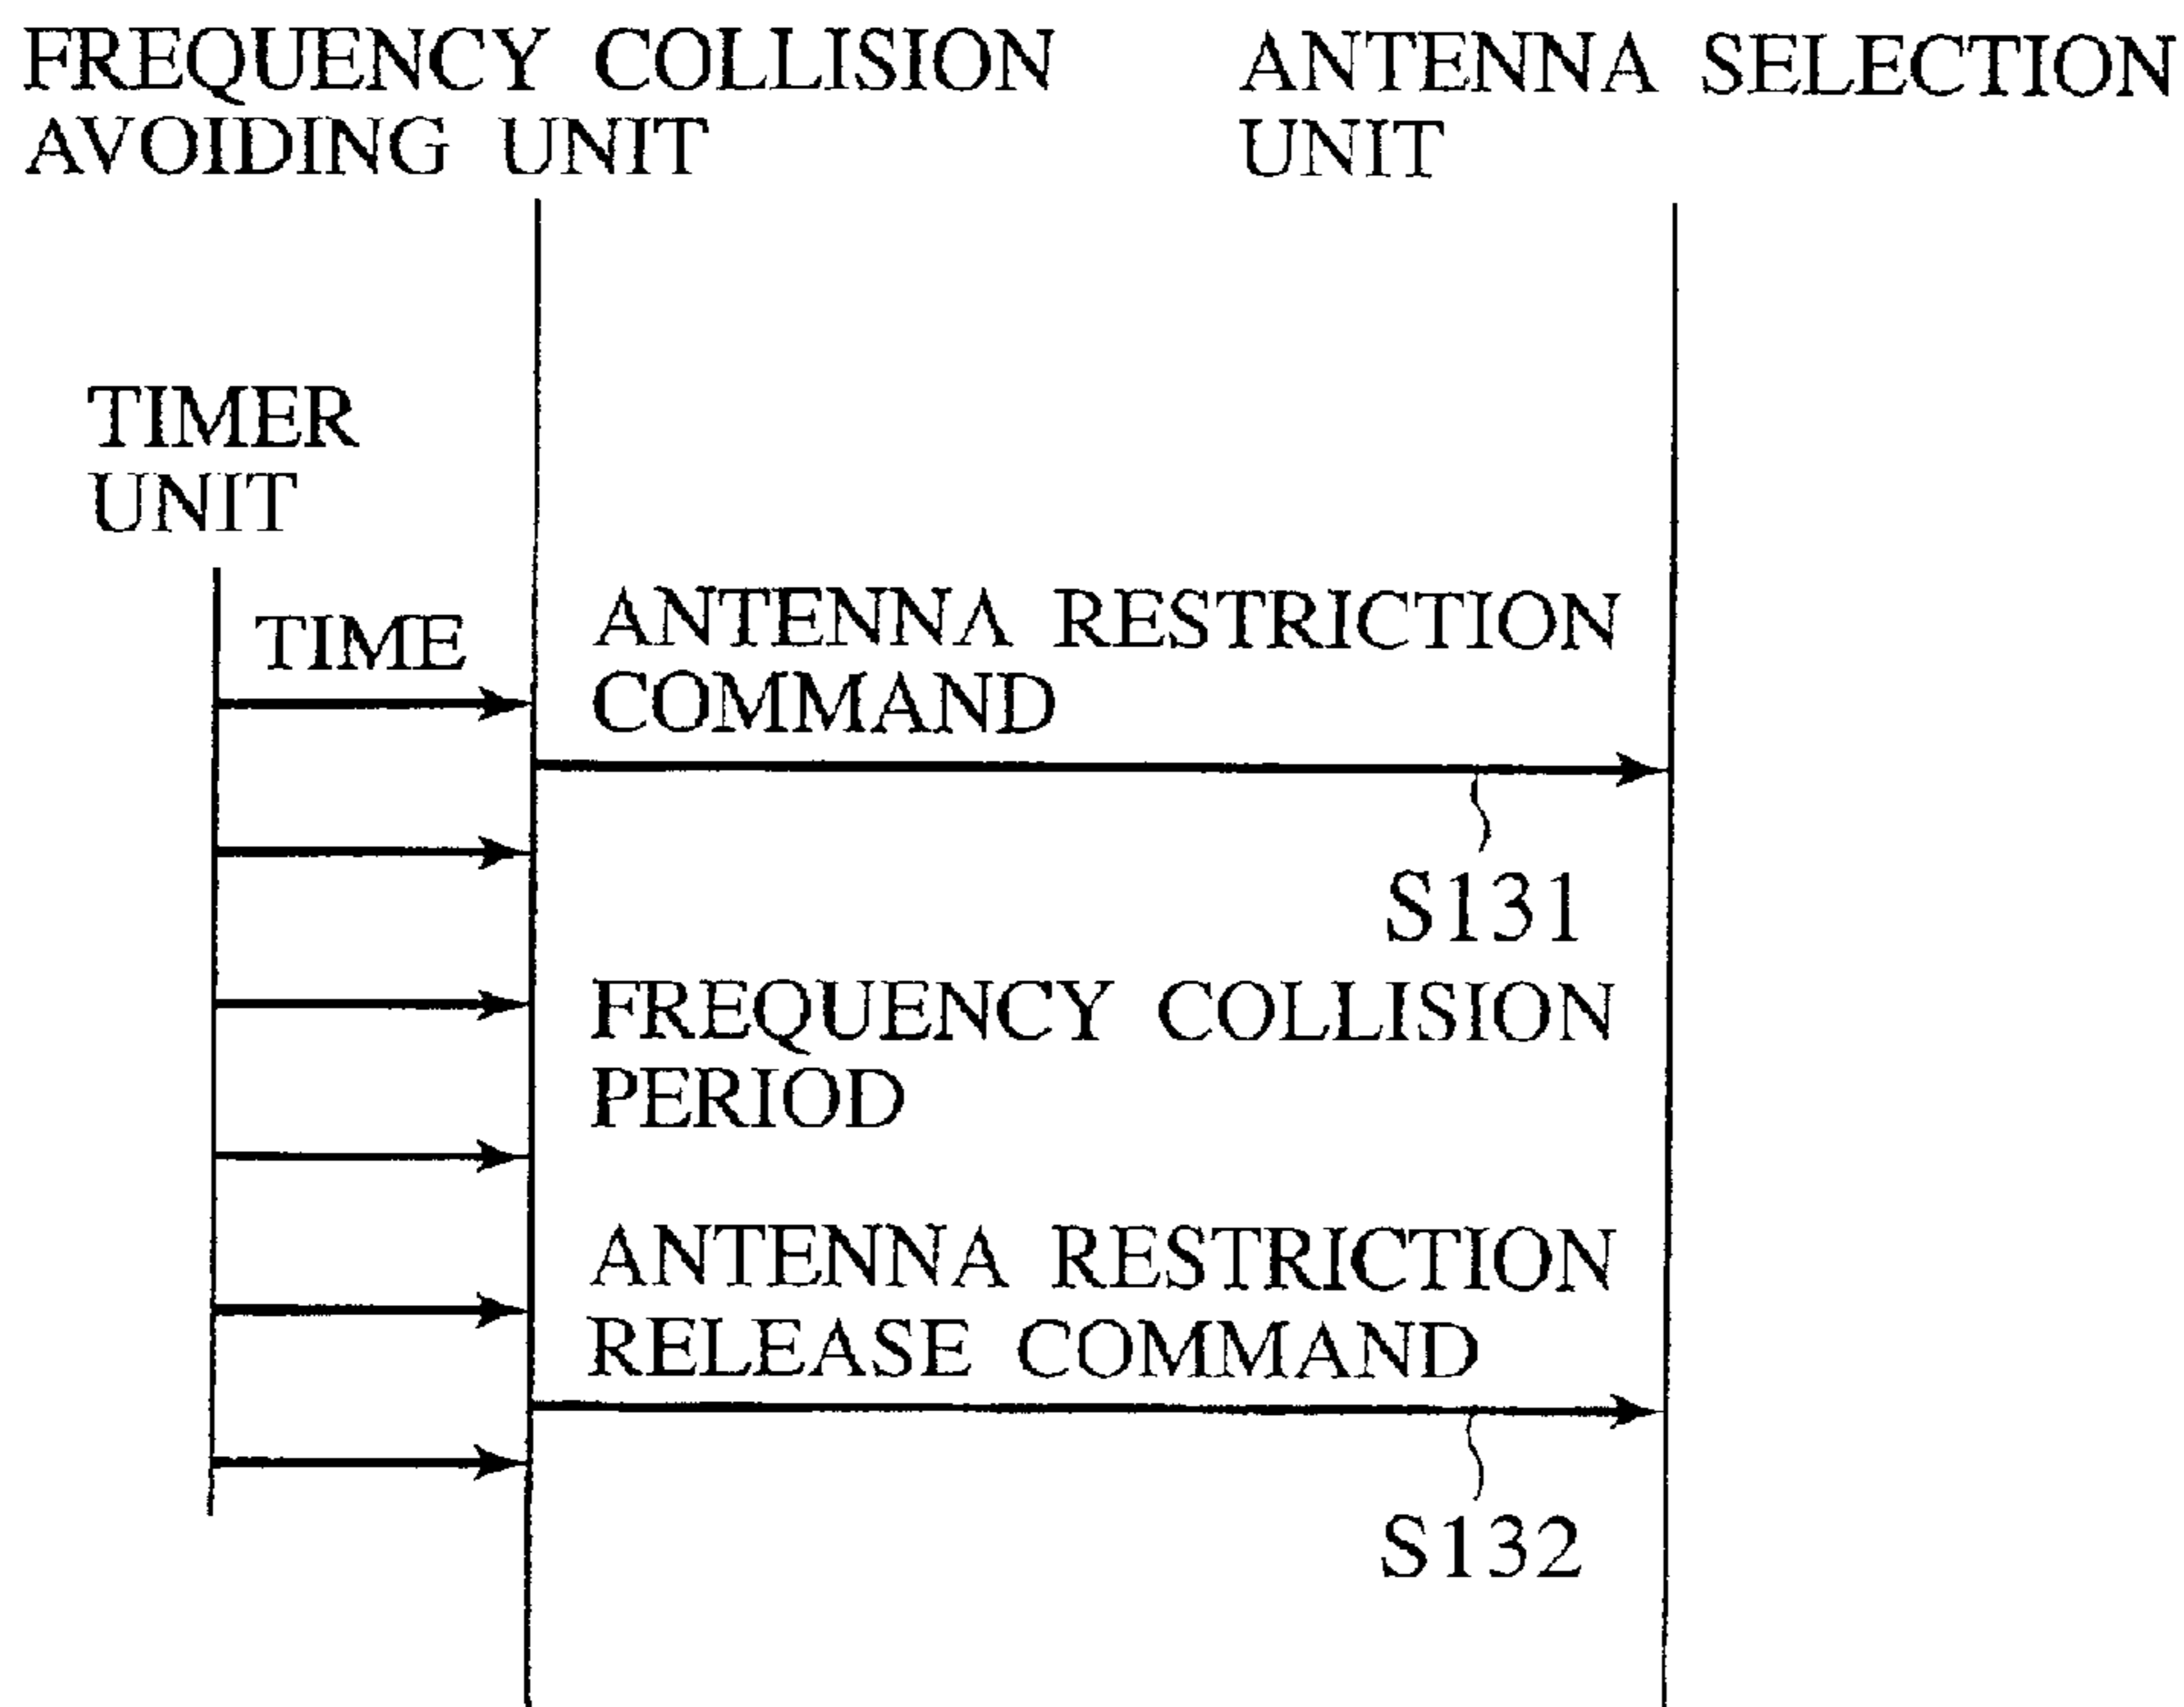 FREQUENCY COLLISION
AVOIDING UNIT
ANTENNA SELECTION
UNIT
TIMER
UNIT
TIME
ANTENNA RESTRICTION
COMMAND
S131
FREQUENCY COLLISION
PERIOD
ANTENNA RESTRICTION
RELEASE COMMAND
S132